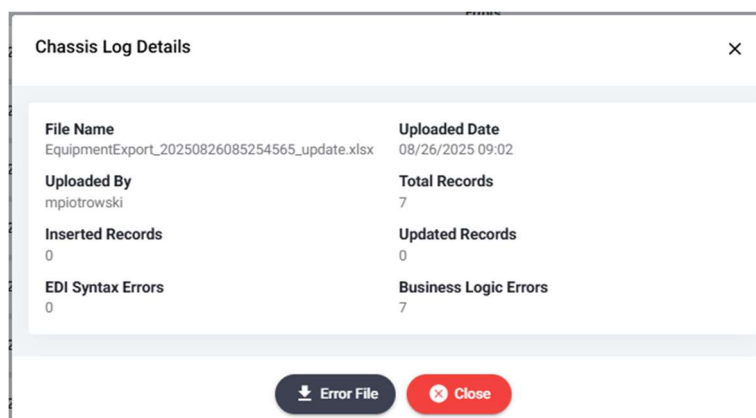 Chassis Log Details
File Name
EquipmentExport_20250826085254565_update.xlsx
Uploaded Date
08/26/2025 09:02
Uploaded By
mpiotrowski
Total Records
7
Inserted Records
0
Updated Records
0
EDI Syntax Errors
0
Business Logic Errors
7
Error File
Close